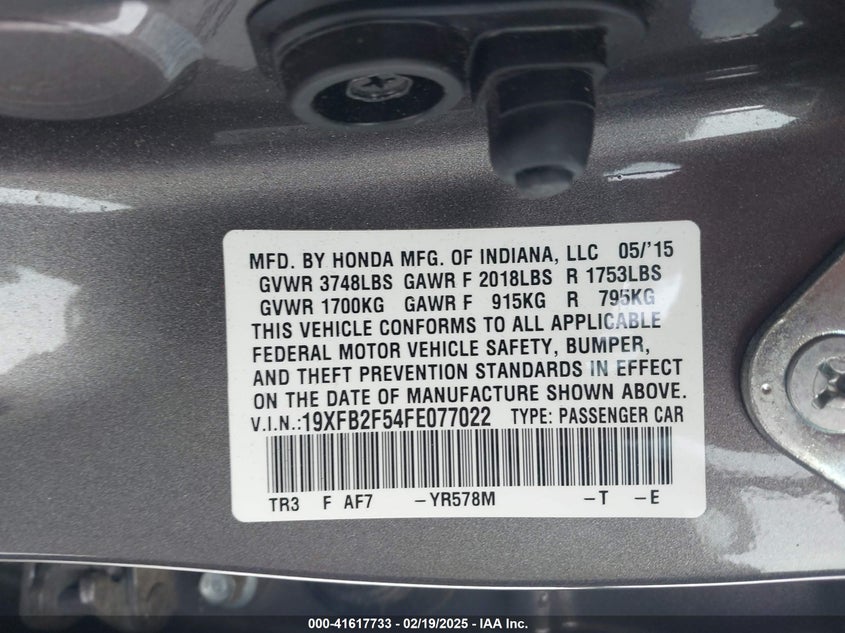 MFD. BY HONDA MFG. OF INDIANA, LLC 05/'15
GVWR 3748LBS GAWR F 2018LBS R 1753LBS
GVWR 1700KG GAWR F 915KG R 795KG
THIS VEHICLE CONFORMS TO ALL APPLICABLE
FEDERAL MOTOR VEHICLE SAFETY, BUMPER,
AND THEFT PREVENTION STANDARDS IN EFFECT
ON THE DATE OF MANUFACTURE SHOWN ABOVE.
V.I.N.:19XFB2F54FE077022 TYPE: PASSENGER CAR
TR3 F AF7 -YR578M -T -E
000-41617733 - 02/19/2025 - IAA Inc.